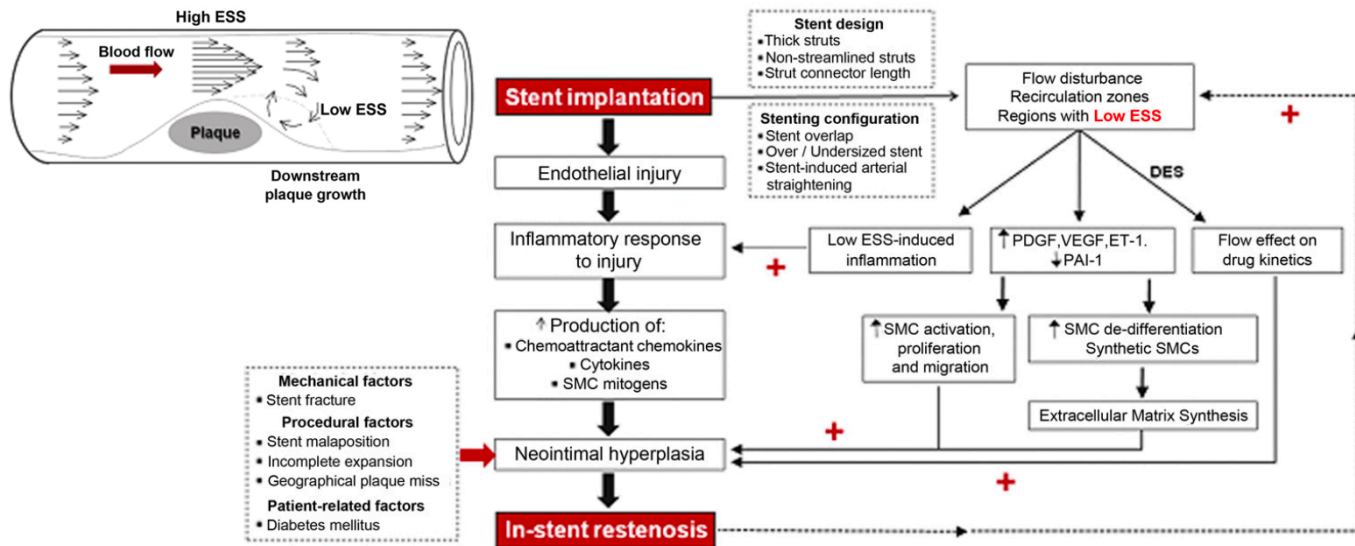 High ESS
Blood flow
Low ESS
Plaque
Downstream
plaque growth
Stent implantation
Stent design
▪Thick struts
▪Non-streamlined struts
▪Strut connector length
Stenting configuration
▪Stent overlap
▪Over / Undersized stent
▪Stent-induced arterial
straightening
Flow disturbance
Recirculation zones
Regions with Low ESS
+
DES
Endothelial injury
Inflammatory response
to injury
+
Low ESS-induced
inflammation
↑PDGF,VEGF,ET-1.
↓PAI-1
Flow effect on
drug kinetics
↑ Production of:
▪ Chemoattractant chemokines
▪ Cytokines
▪ SMC mitogens
↑SMC activation,
proliferation
and migration
↑ SMC de-differentiation
Synthetic SMCs
Extracellular Matrix Synthesis
Mechanical factors
▪ Stent fracture
Procedural factors
▪ Stent malaposition
▪ Incomplete expansion
▪ Geographical plaque miss
Patient-related factors
▪ Diabetes mellitus
Neointimal hyperplasia
+
+
In-stent restenosis